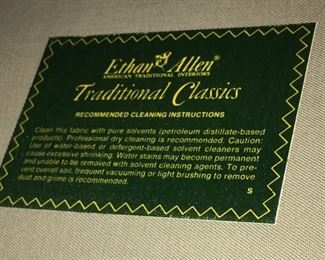 Ethan Allen®
AMERICAN TRADITIONAL INTERIORS
Traditional Classics
RECOMMENDED CLEANING INSTRUCTIONS
Clean this fabric with pure solvents (petroleum distillate-based
products). Professional dry cleaning is recommended. Caution:
Use of water-based or detergent-based solvent cleaners may
cause excessive shrinking. Water stains may become permanent
and unable to be removed with solvent cleaning agents. To pre-
vent overall soil, frequent vacuuming or light brushing to remove
dust and grime is recommended.
S